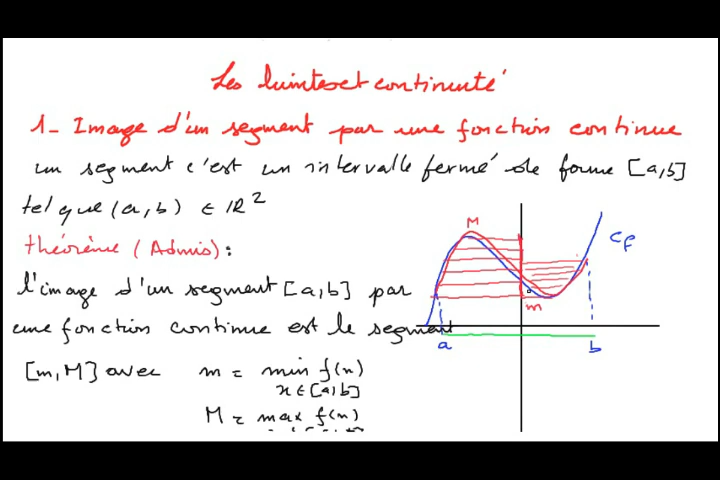 Les limites et continuité
1- Image d'un segment par une fonction continue
un segment c'est un intervalle fermé de forme [a,b]
tel que (a,b) ∈ IR²
théorème (Admis) :
l'image d'un segment [a,b] par
une fonction continue est le segment
[m,M] avec m = min f(x)
x ∈ [a,b]
M = max f(x)
M
Cf
m
a
b